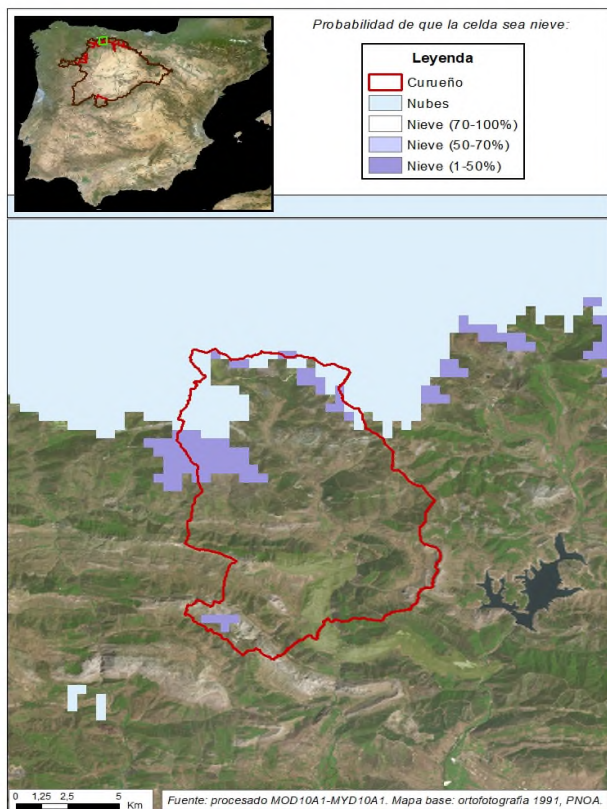 Probabilidad de que la celda sea nieve:
Leyenda
Curueño
Nubes
Nieve (70-100%)
Nieve (50-70%)
Nieve (1-50%)
0 1,25 2,5 5
Km
Fuente: procesado MOD10A1-MYD10A1. Mapa base: ortofotografía 1991, PNOA